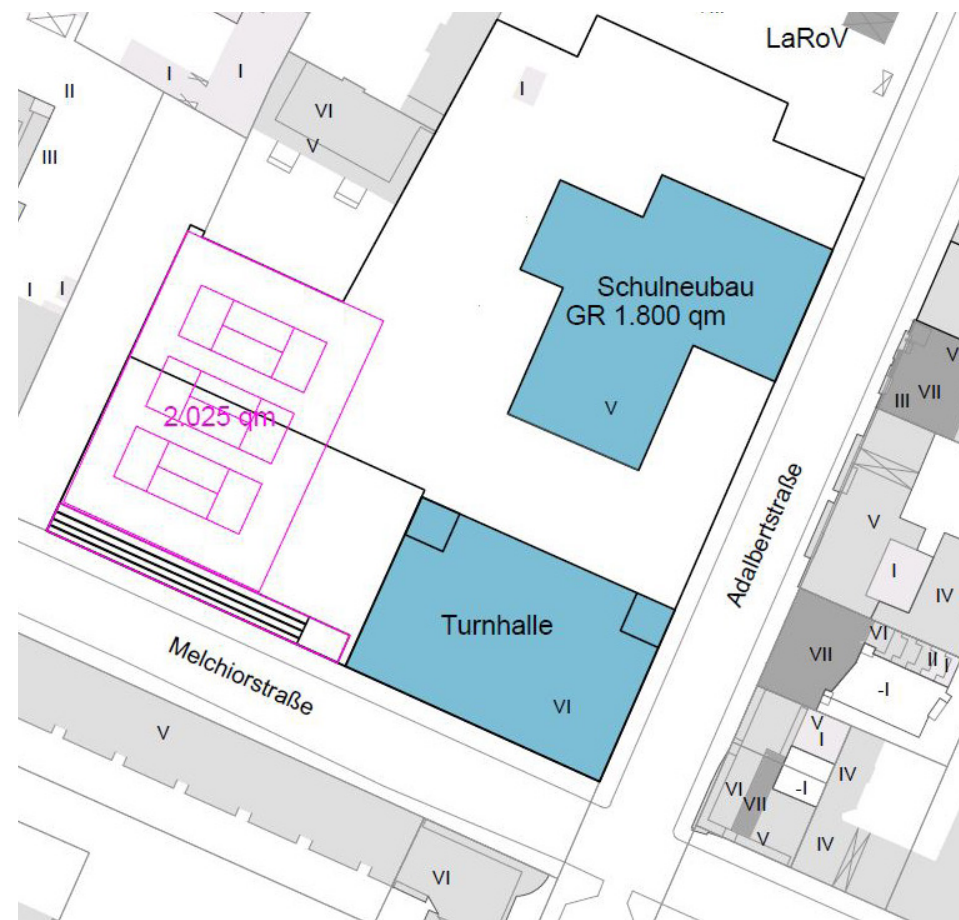 LaRoV
I
I
I
II
VI
V
III
Schulneubau
GR 1.800 qm
I
I
V
VII
III
V
2.025 qm
V
Adalbertstraße
I
IV
Turnhalle
VI
II
I
VII
-I
Melchiorstraße
VI
V
I
V
IV
-I
VI
VII
V
IV
VI